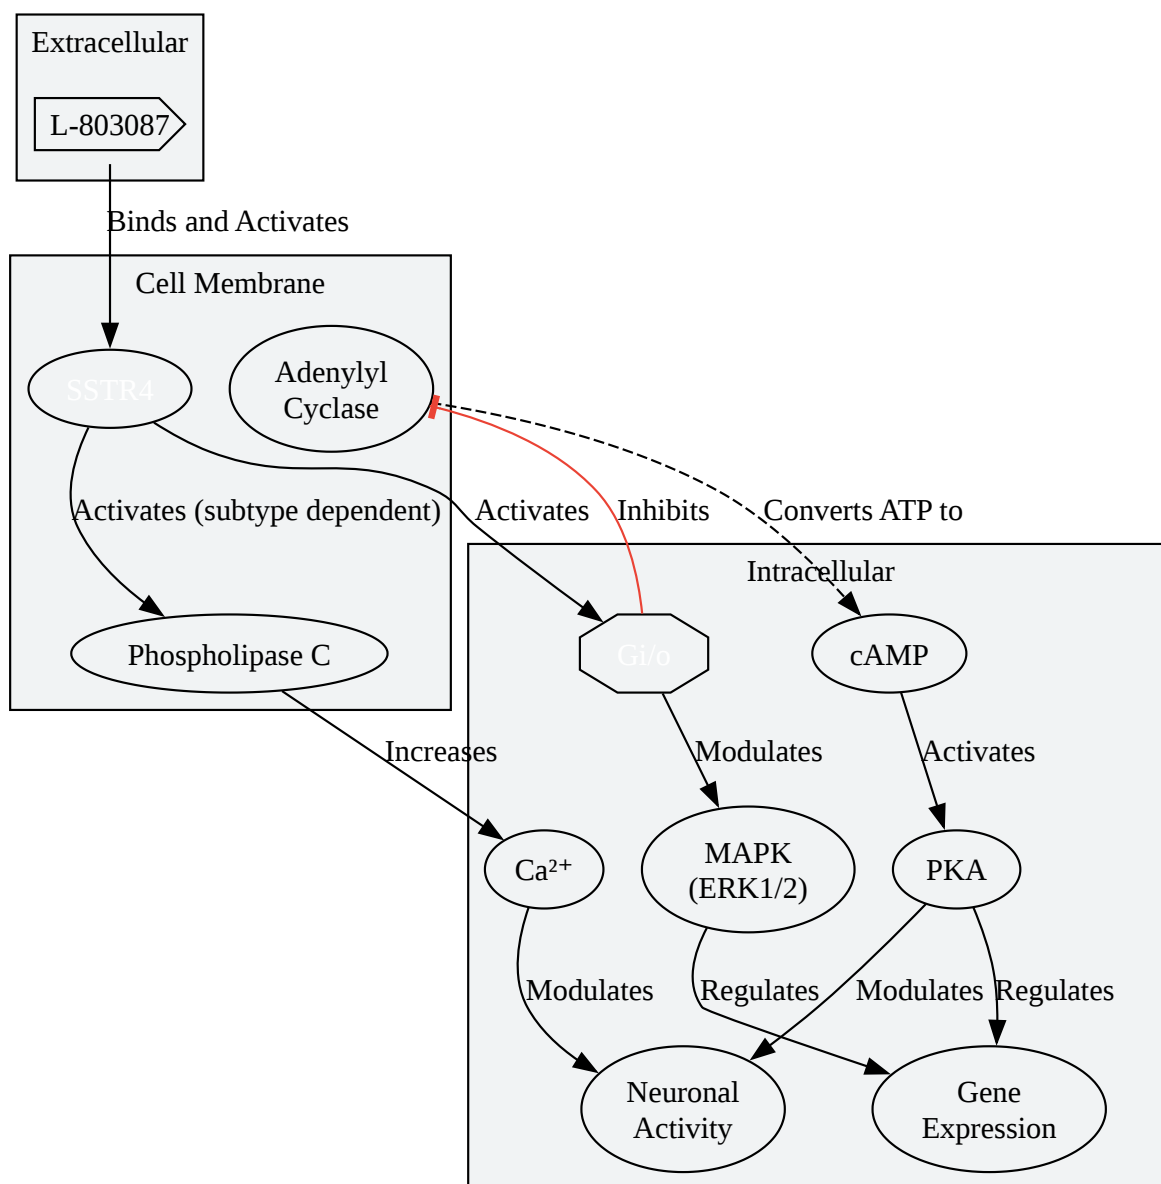 Extracellular
L-803087
Binds and Activates
Cell Membrane
SSTR4
Adenylyl
Cyclase
Activates (subtype dependent)
Activates
Inhibits
Converts ATP to
Intracellular
Phospholipase C
Gi/o
cAMP
Increases
Modulates
Activates
Ca²⁺
MAPK
(ERK1/2)
PKA
Modulates
Regulates
Modulates
Regulates
Neuronal
Activity
Gene
Expression